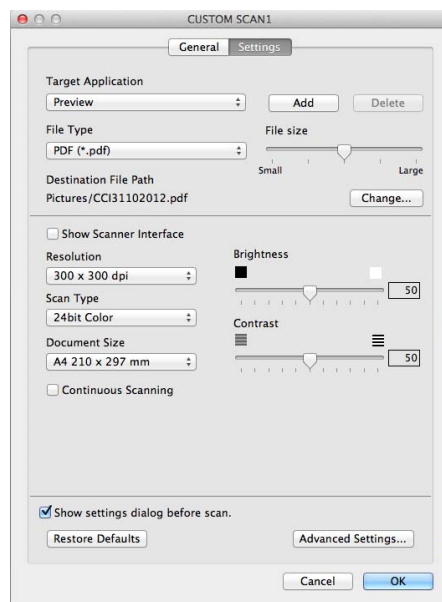 CUSTOM SCAN1
General Settings
Target Application
Preview Add Delete
File Type File size
PDF (*.pdf)
Small Large
Destination File Path
Pictures/CCI31102012.pdf Change...
Show Scanner Interface
Resolution Brightness
300 x 300 dpi
50
Scan Type
24bit Color
Contrast
Document Size
A4 210 x 297 mm 50
Continuous Scanning
Show settings dialog before scan.
Restore Defaults Advanced Settings...
Cancel OK